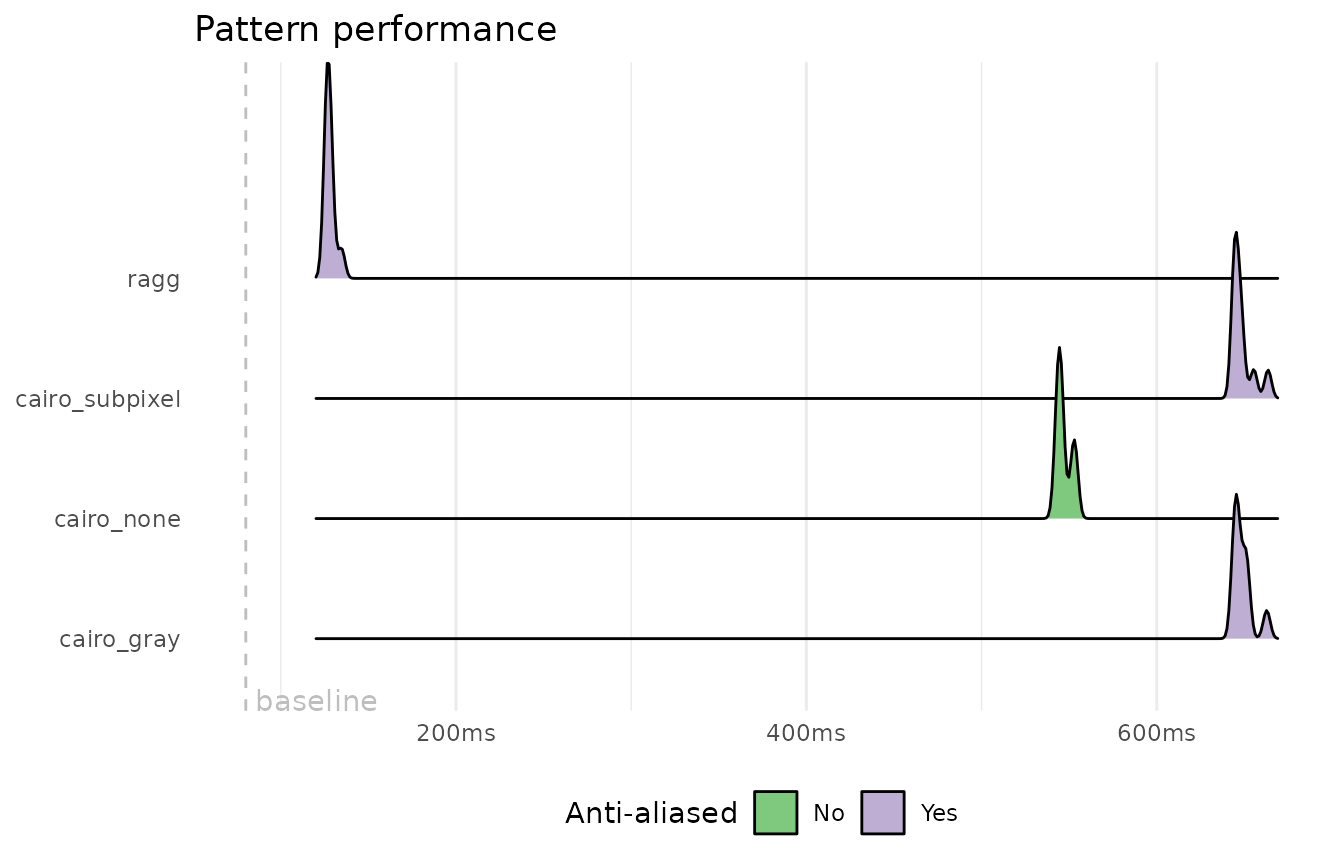 Pattern performance
ragg
cairo_subpixel
cairo_none
cairo_gray
baseline
200ms 400ms 600ms
Anti-aliased No Yes